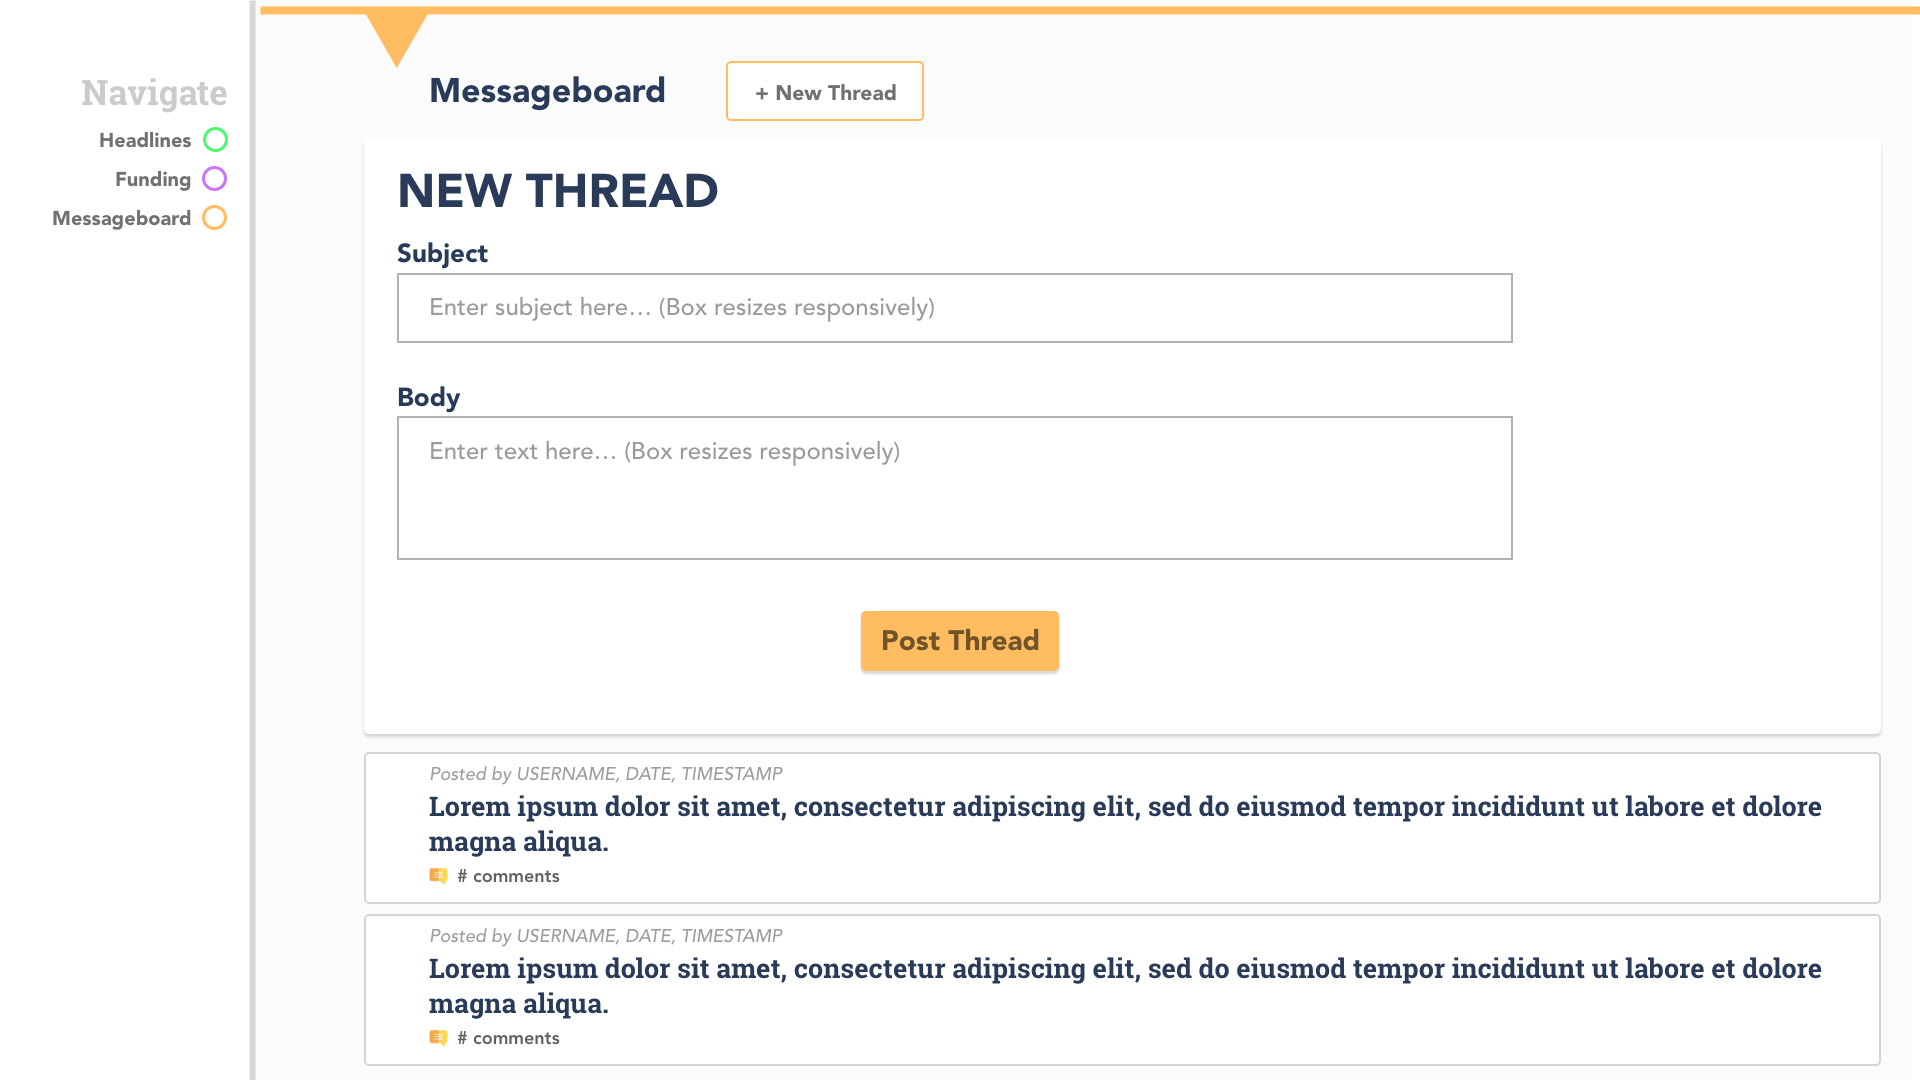 Navigate
Headlines
Funding
Messageboard
Messageboard
+ New Thread
NEW THREAD
Subject
Enter subject here… (Box resizes responsively)
Body
Enter text here… (Box resizes responsively)
Post Thread
Posted by USERNAME, DATE, TIMESTAMP
Lorem ipsum dolor sit amet, consectetur adipiscing elit, sed do eiusmod tempor incididunt ut labore et dolore
magna aliqua.
# comments
Posted by USERNAME, DATE, TIMESTAMP
Lorem ipsum dolor sit amet, consectetur adipiscing elit, sed do eiusmod tempor incididunt ut labore et dolore
magna aliqua.
# comments